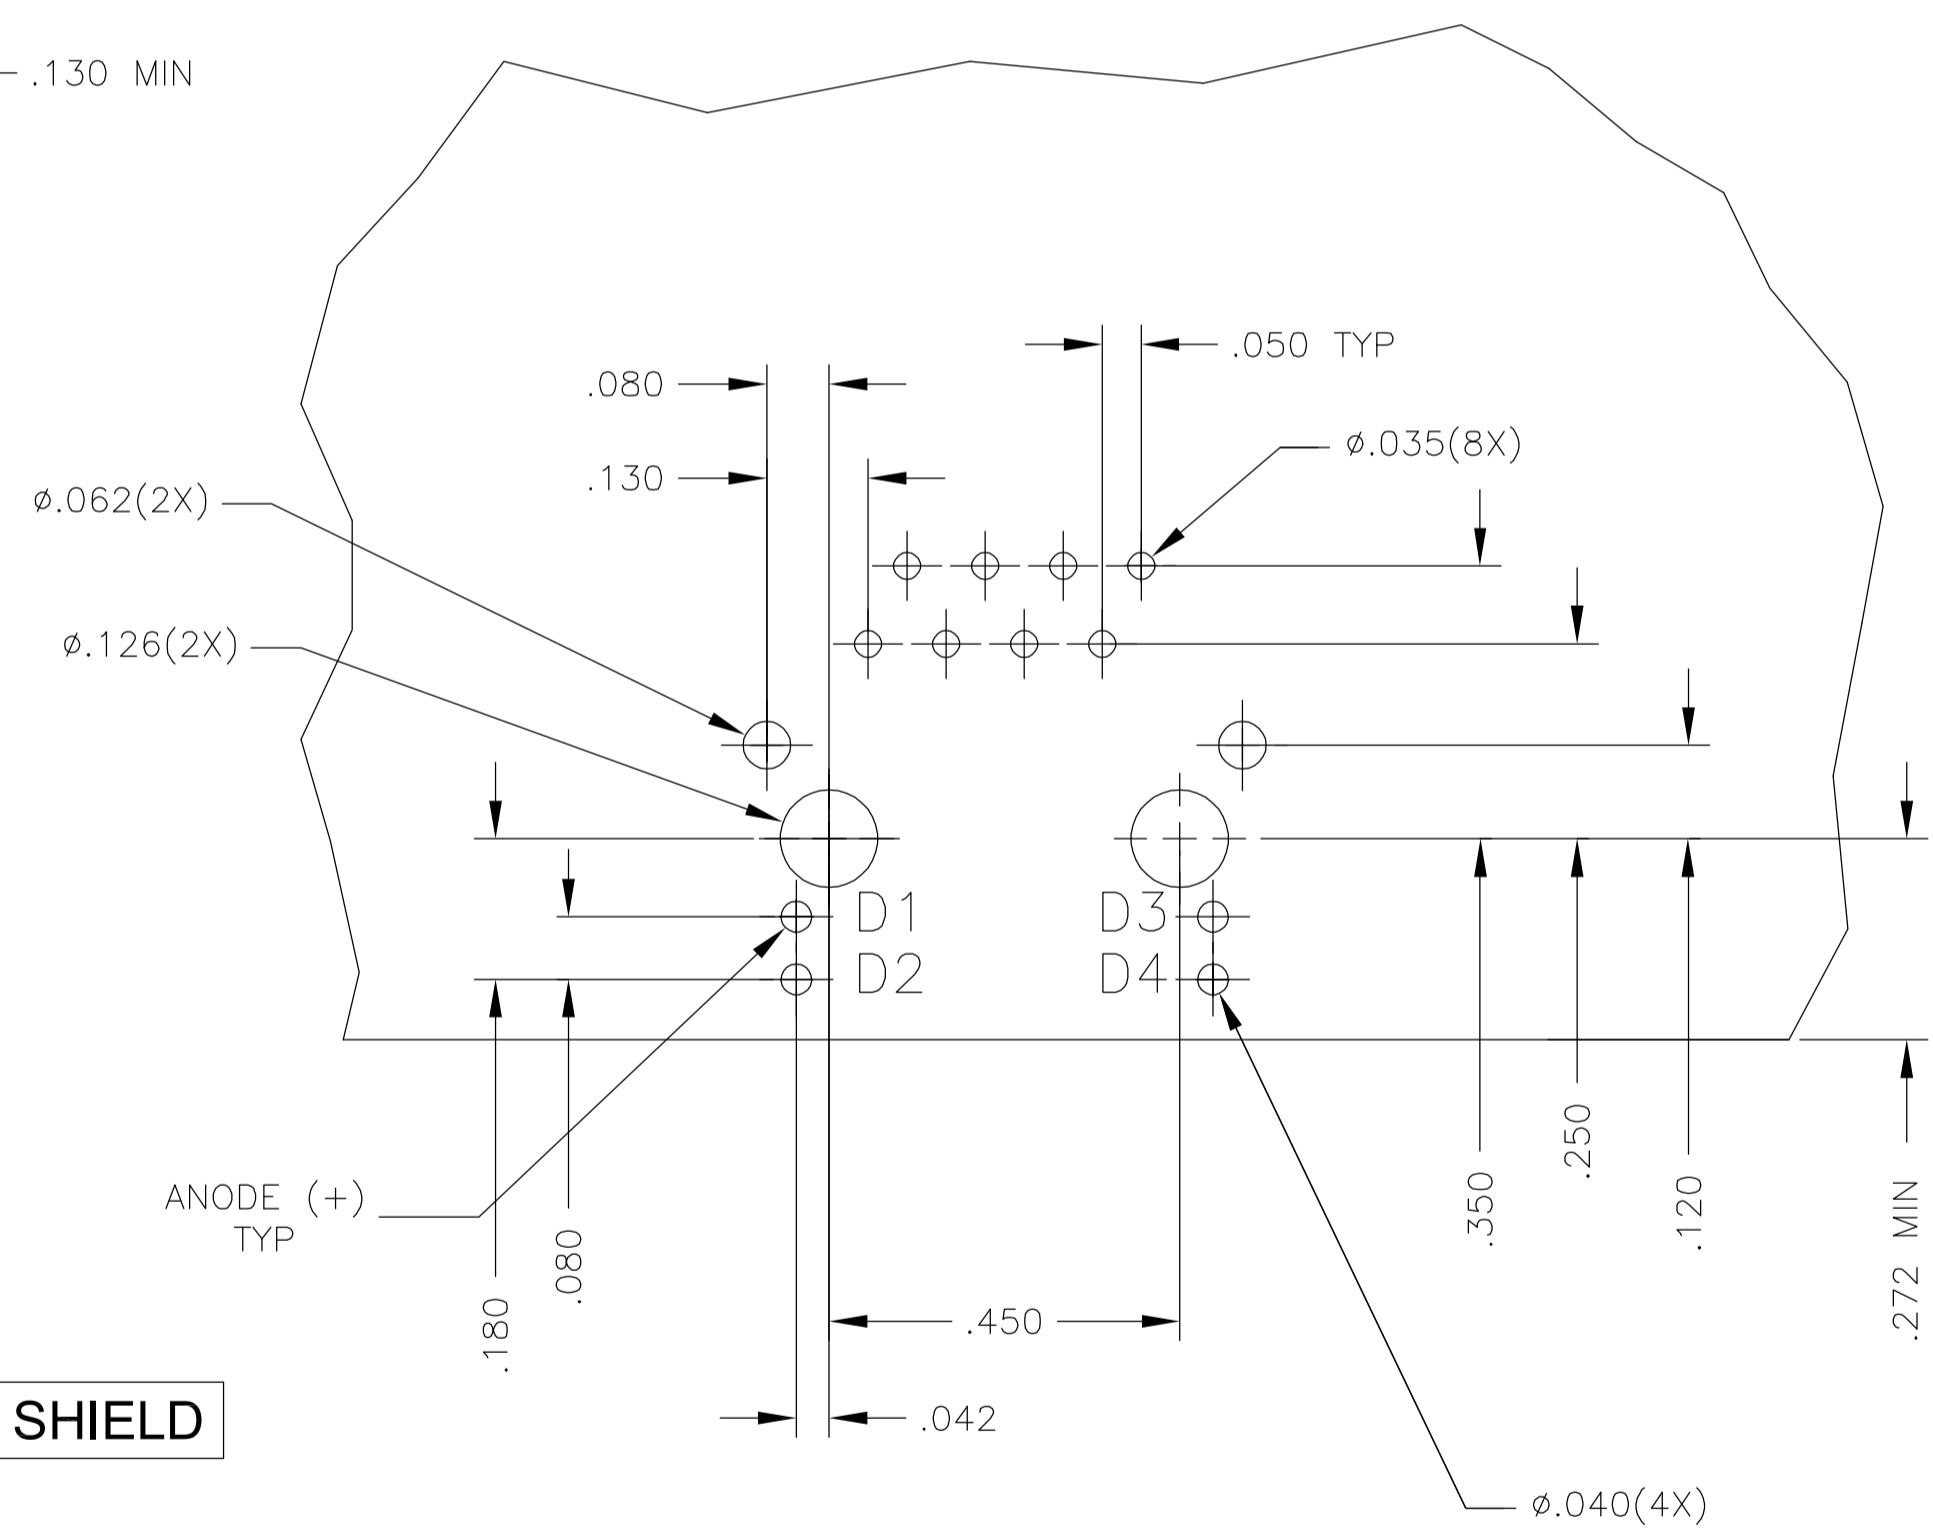 .130 MIN
.050 TYP
.080
ø.035(8X)
.130
ø.062(2X)
ø.126(2X)
D1
D3
D2
D4
.250
.350
.120
.272 MIN
ANODE (+)
TYP
.080
.180
.450
SHIELD
.042
ø.040(4X)